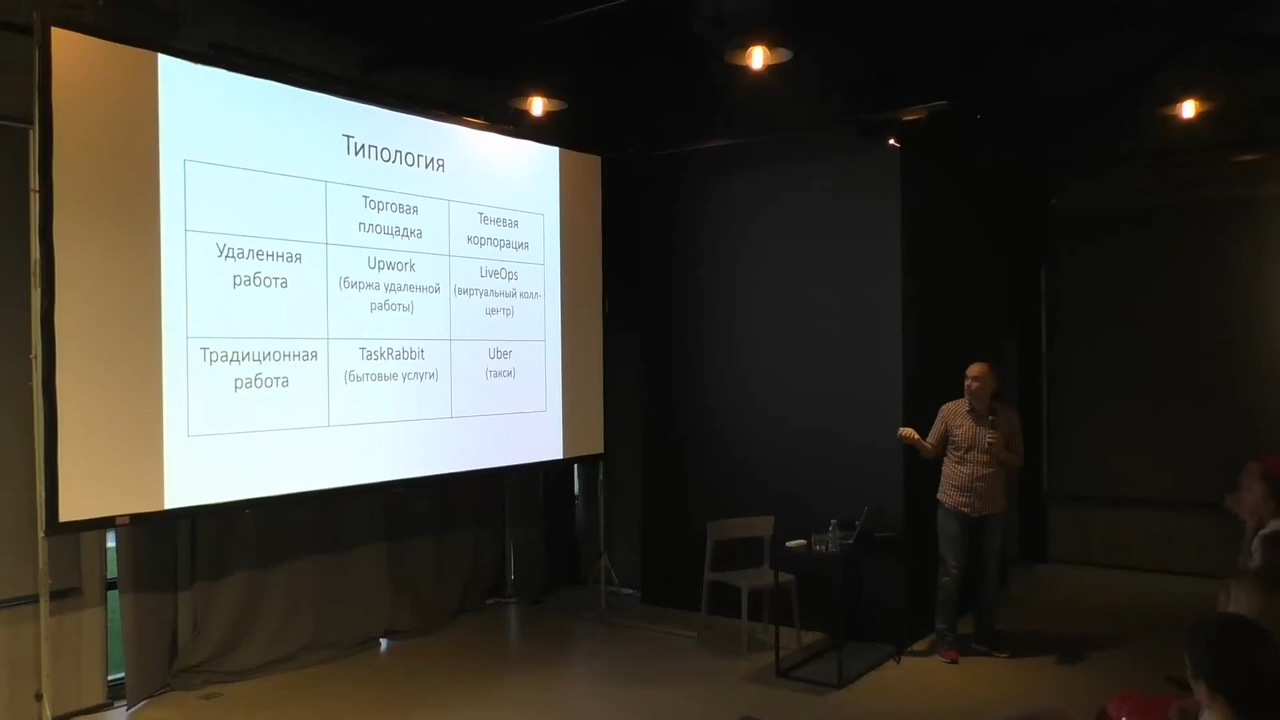 Типология
Торговая
площадка
Теневая
корпорация
Удаленная
работа
Upwork
(биржа удаленной
работы)
LiveOps
(виртуальный колл-
центр)
Традиционная
работа
TaskRabbit
(бытовые услуги)
Uber
(такси)